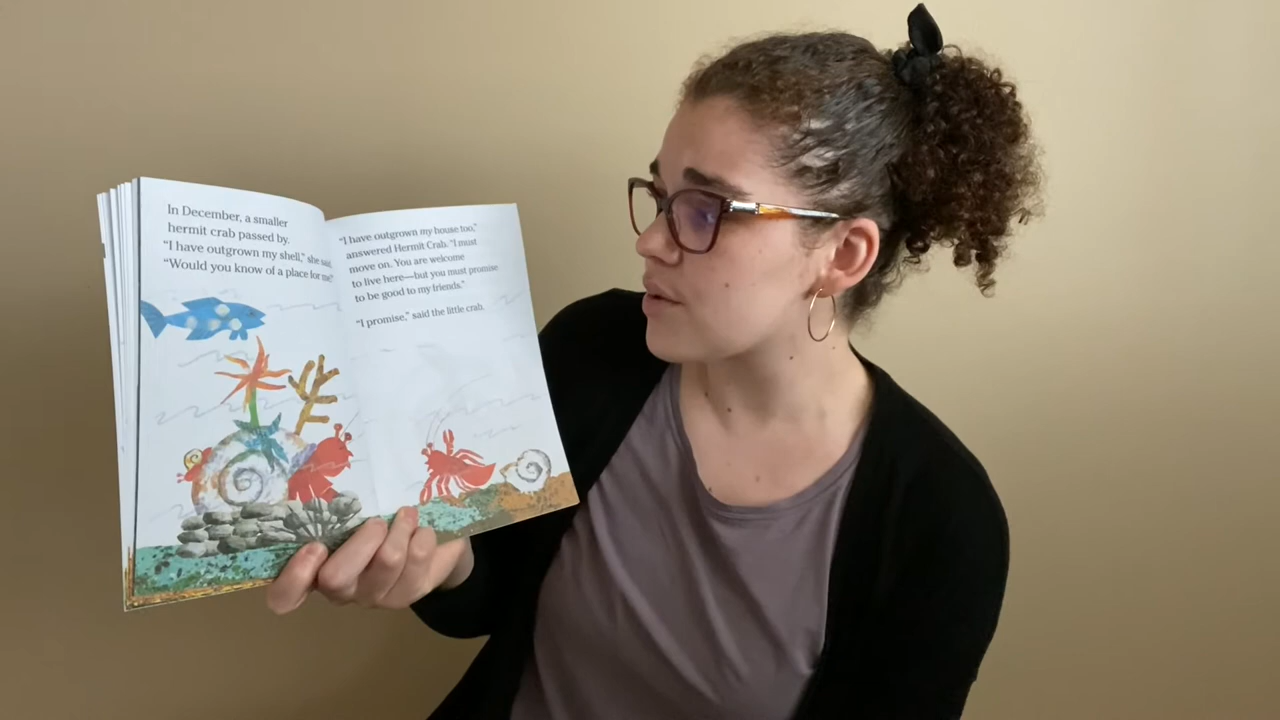 In December, a smaller
hermit crab passed by.
"I have outgrown my shell," she said.
"Would you know of a place for me?"
"I have outgrown my house too,"
answered Hermit Crab. "I must
move on. You are welcome
to live here—but you must promise
to be good to my friends."
"I promise," said the little crab.